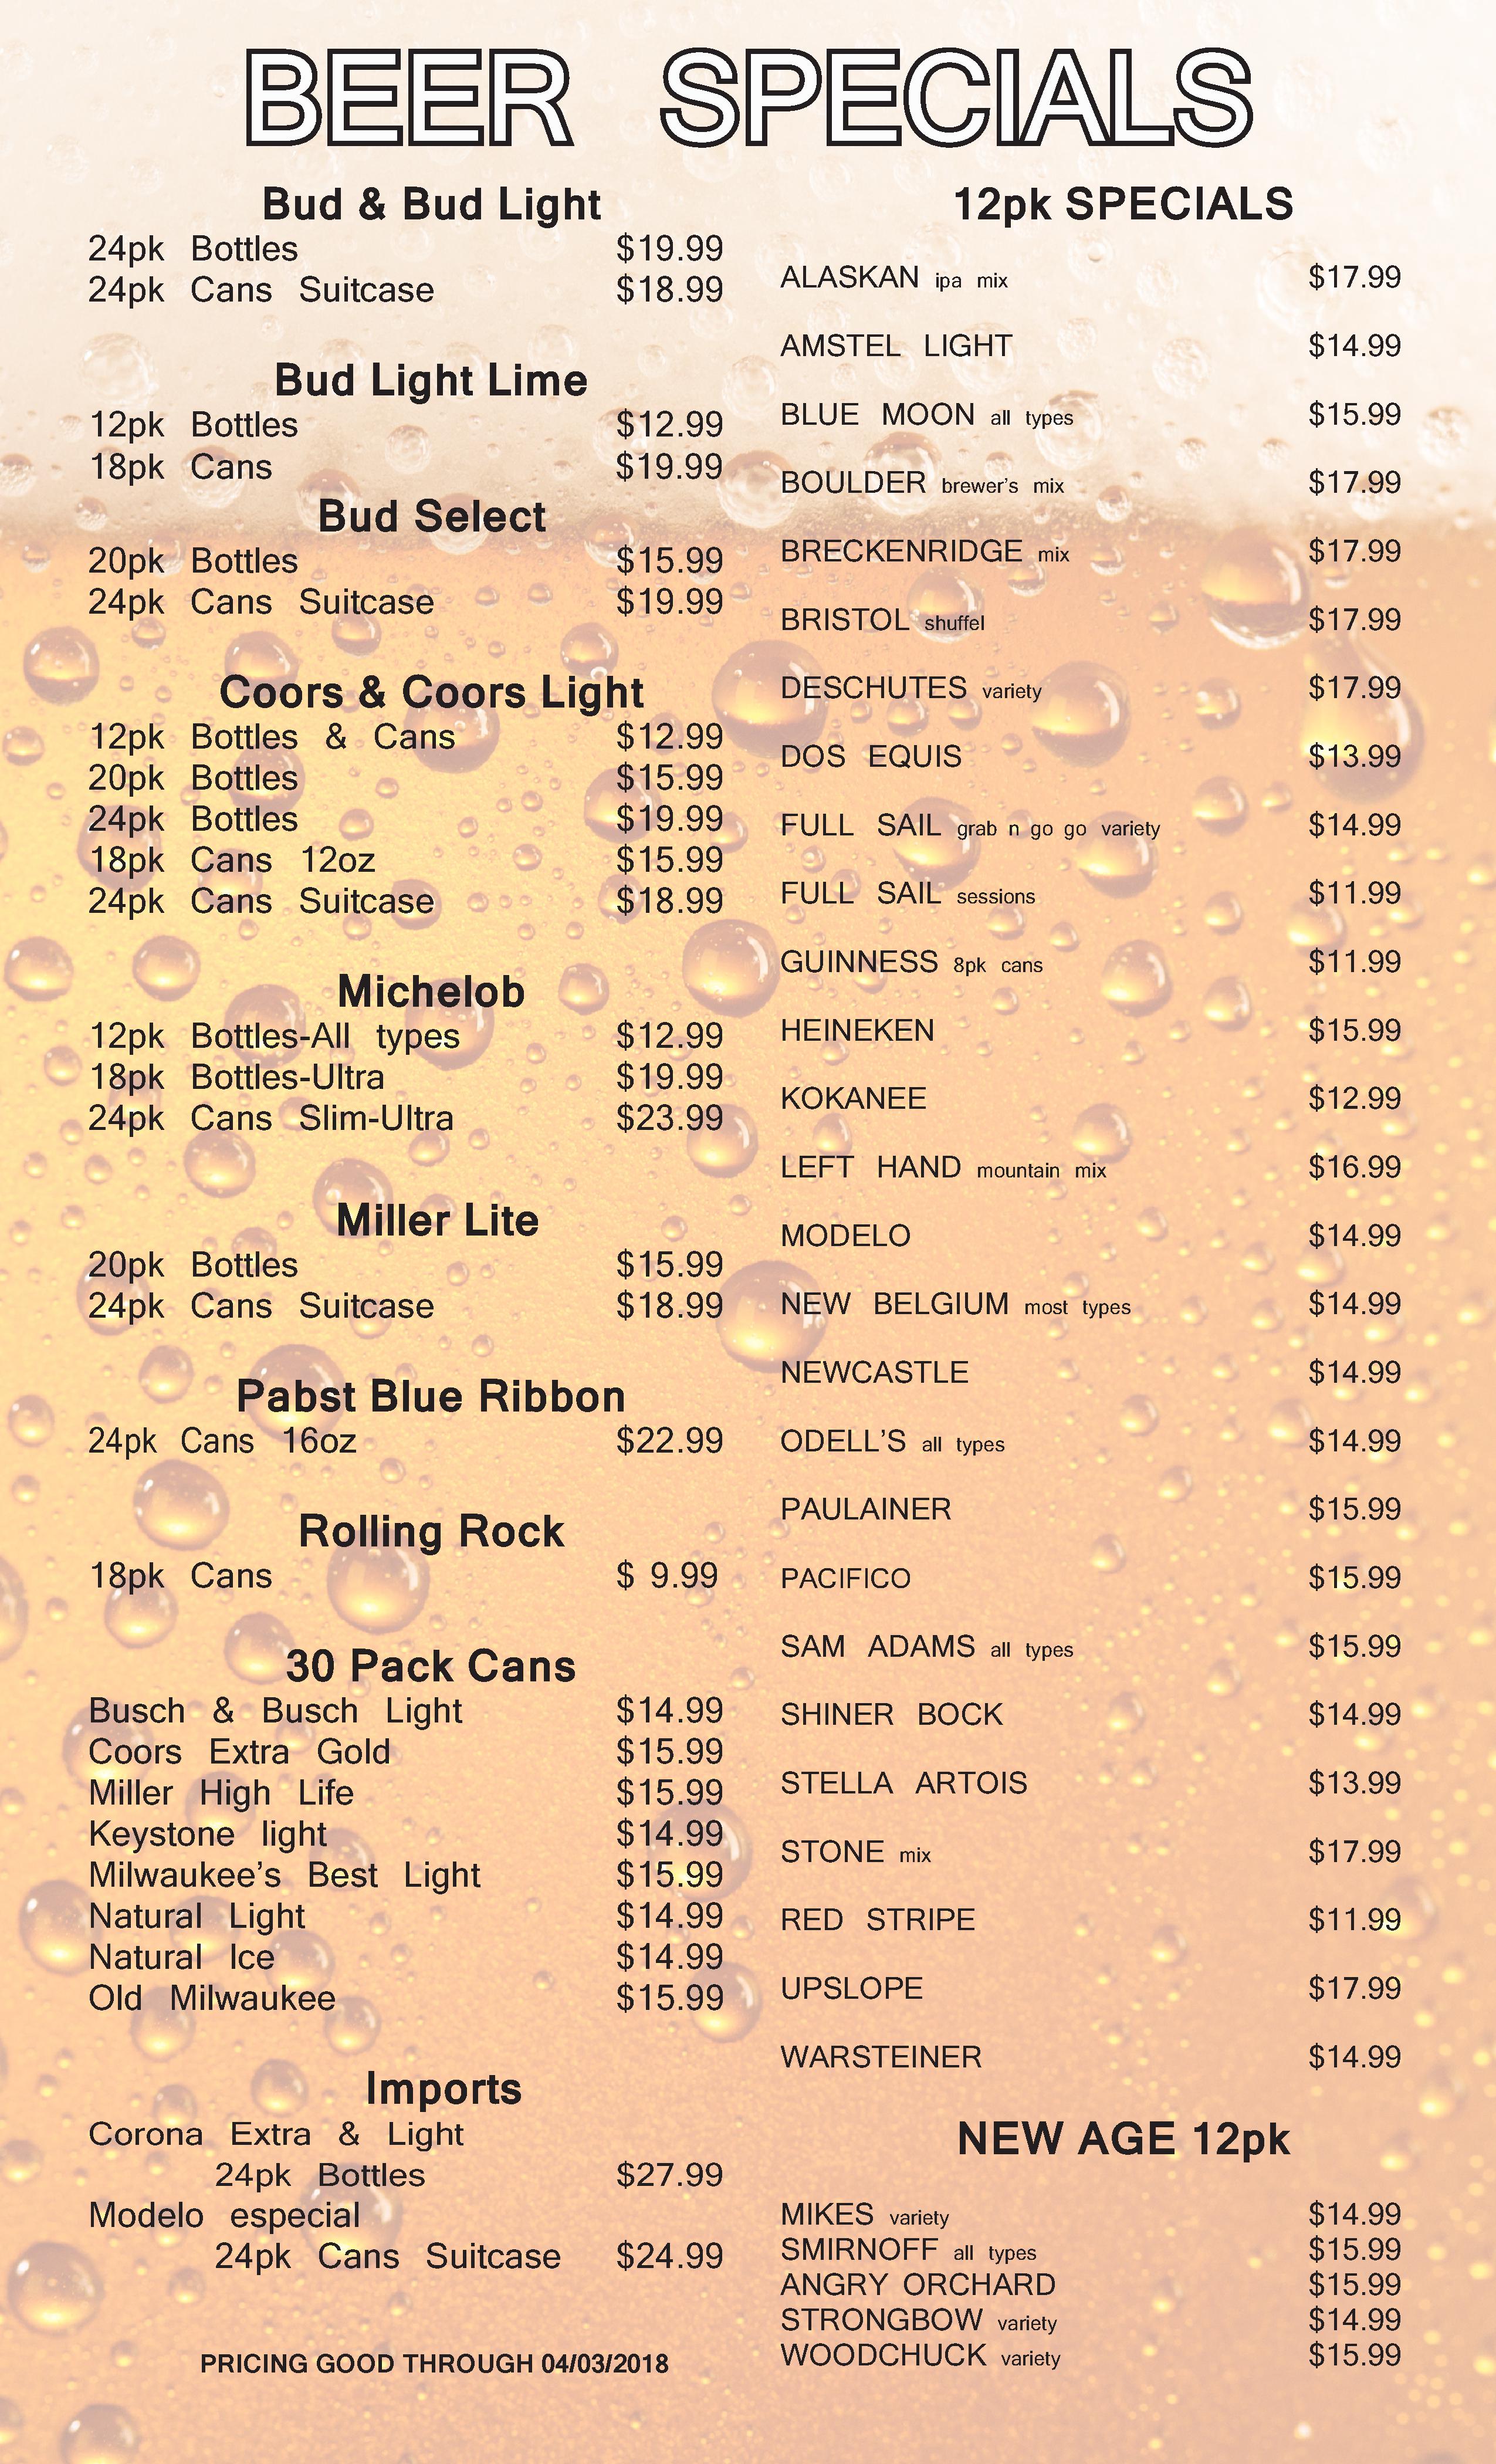 BEER SPECIALS
Bud & Bud Light
24pk Bottles $19.99
24pk Cans Suitcase $18.99
Bud Light Lime
12pk Bottles $12.99
18pk Cans $19.99
Bud Select
20pk Bottles $15.99
24pk Cans Suitcase $19.99
Coors & Coors Light
12pk Bottles & Cans $12.99
20pk Bottles $15.99
24pk Bottles $19.99
18pk Cans 12oz $15.99
24pk Cans Suitcase $18.99
Michelob
12pk Bottles-All types $12.99
18pk Bottles-Ultra $19.99
24pk Cans Slim-Ultra $23.99
Miller Lite
20pk Bottles $15.99
24pk Cans Suitcase $18.99
Pabst Blue Ribbon
24pk Cans 16oz $22.99
Rolling Rock
18pk Cans $ 9.99
30 Pack Cans
Busch & Busch Light $14.99
Coors Extra Gold $15.99
Miller High Life $15.99
Keystone light $14.99
Milwaukee's Best Light $15.99
Natural Light $14.99
Natural Ice $14.99
Old Milwaukee $15.99
Imports
Corona Extra & Light
24pk Bottles $27.99
Modelo especial
24pk Cans Suitcase $24.99
PRICING GOOD THROUGH 04/03/2018
12pk SPECIALS
ALASKAN ipa mix $17.99
AMSTEL LIGHT $14.99
BLUE MOON all types $15.99
BOULDER brewer's mix $17.99
BRECKENRIDGE mix $17.99
BRISTOL shuffel $17.99
DESCHUTES variety $17.99
DOS EQUIS $13.99
FULL SAIL grab n go go variety $14.99
FULL SAIL sessions $11.99
GUINNESS 8pk cans $11.99
HEINEKEN $15.99
KOKANEE $12.99
LEFT HAND mountain mix $16.99
MODELO $14.99
NEW BELGIUM most types $14.99
NEWCASTLE $14.99
ODELL'S all types $14.99
PAULAINER $15.99
PACIFICO $15.99
SAM ADAMS all types $15.99
SHINER BOCK $14.99
STELLA ARTOIS $13.99
STONE mix $17.99
RED STRIPE $11.99
UPSLOPE $17.99
WARSTEINER $14.99
NEW AGE 12pk
MIKES variety $14.99
SMIRNOFF all types $15.99
ANGRY ORCHARD $15.99
STRONGBOW variety $14.99
WOODCHUCK variety $15.99